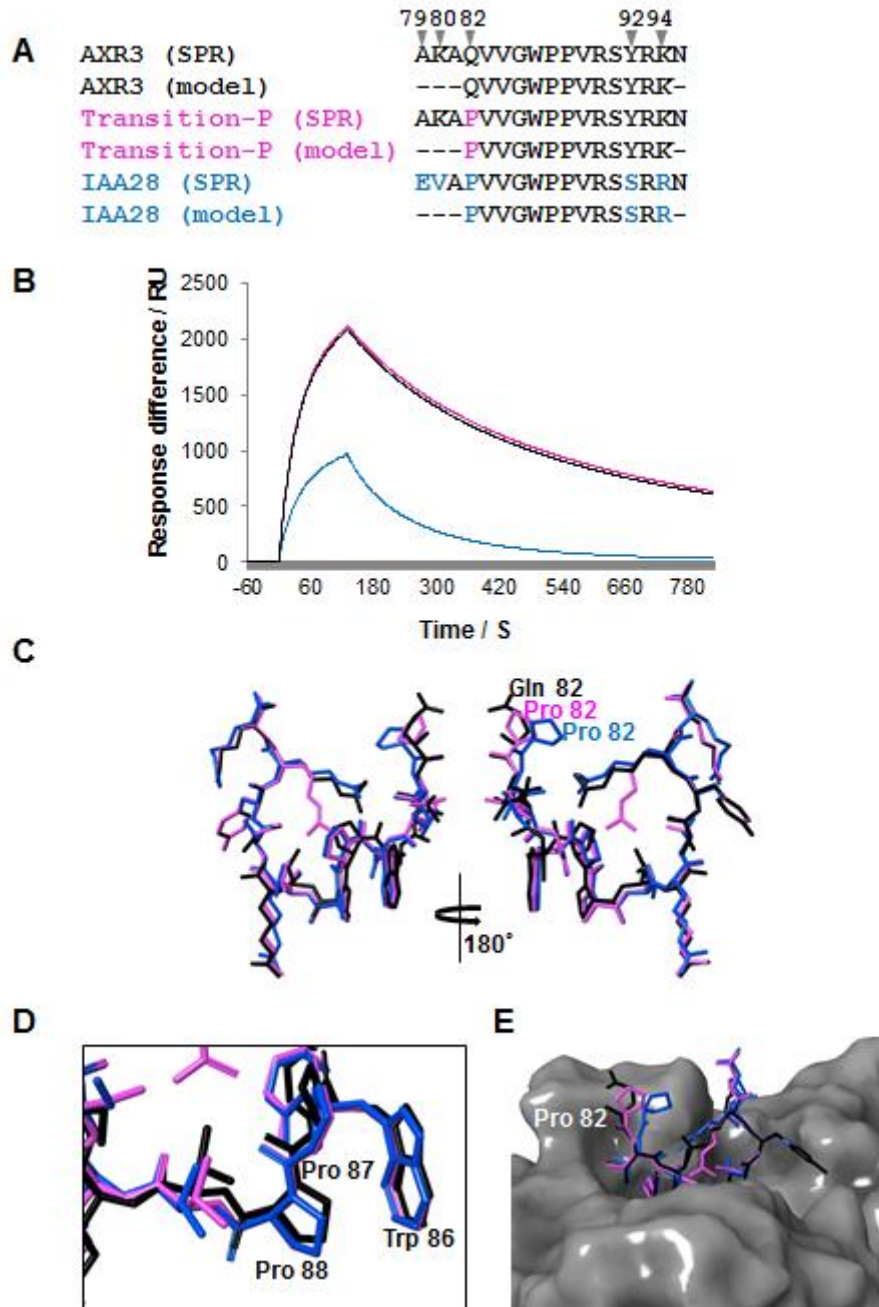 79 80 82 92 94
A
AXR3 (SPR) AKAQVVGWPPVRSYRKN
AXR3 (model) ---QVVGWPPVRSYRK-
Transition-P (SPR) AKAPVVGWPPVRSYRKN
Transition-P (model) ---PVVGWPPVRSYRK-
IAA28 (SPR) EVAPVVGWPPVRSSRRN
IAA28 (model) ---PVVGWPPVRSSRR-
B
Response difference / RU
2500
2000
1500
1000
500
0
-60 60 180 300 420 540 660 780
Time / S
C
Gln 82
Pro 82
Pro 82
180°
D
Pro 87
Trp 86
Pro 88
E
Pro 82